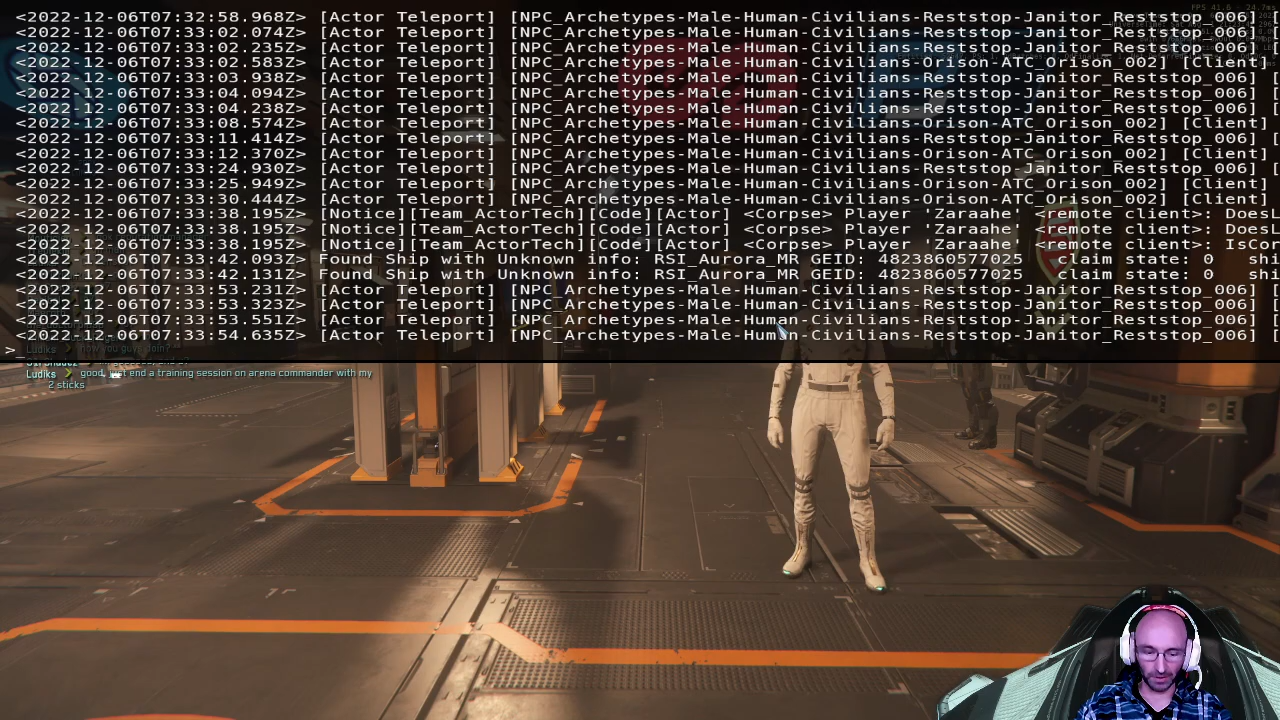 <2022-12-06T07:32:58.968Z> [Actor Teleport] [NPC_Archetypes-Male-Human-Civilians-Reststop-Janitor_Reststop_006] [
<2022-12-06T07:33:02.074Z> [Actor Teleport] [NPC_Archetypes-Male-Human-Civilians-Reststop-Janitor_Reststop_006] [
<2022-12-06T07:33:02.235Z> [Actor Teleport] [NPC_Archetypes-Male-Human-Civilians-Reststop-Janitor_Reststop_006] [
<2022-12-06T07:33:02.583Z> [Actor Teleport] [NPC_Archetypes-Male-Human-Civilians-Orison-ATC_Orison_002] [Client]
<2022-12-06T07:33:03.938Z> [Actor Teleport] [NPC_Archetypes-Male-Human-Civilians-Reststop-Janitor_Reststop_006] [
<2022-12-06T07:33:04.094Z> [Actor Teleport] [NPC_Archetypes-Male-Human-Civilians-Reststop-Janitor_Reststop_006] [
<2022-12-06T07:33:04.238Z> [Actor Teleport] [NPC_Archetypes-Male-Human-Civilians-Reststop-Janitor_Reststop_006] [
<2022-12-06T07:33:08.574Z> [Actor Teleport] [NPC_Archetypes-Male-Human-Civilians-Orison-ATC_Orison_002] [Client]
<2022-12-06T07:33:11.414Z> [Actor Teleport] [NPC_Archetypes-Male-Human-Civilians-Reststop-Janitor_Reststop_006] [
<2022-12-06T07:33:12.370Z> [Actor Teleport] [NPC_Archetypes-Male-Human-Civilians-Orison-ATC_Orison_002] [Client]
<2022-12-06T07:33:24.930Z> [Actor Teleport] [NPC_Archetypes-Male-Human-Civilians-Reststop-Janitor_Reststop_006] [
<2022-12-06T07:33:25.949Z> [Actor Teleport] [NPC_Archetypes-Male-Human-Civilians-Orison-ATC_Orison_002] [Client]
<2022-12-06T07:33:30.444Z> [Actor Teleport] [NPC_Archetypes-Male-Human-Civilians-Orison-ATC_Orison_002] [Client]
<2022-12-06T07:33:38.195Z> [Notice][Team_ActorTech][Code][Actor] <Corpse> Player 'Zaraahe' <remote client>: DoesL
<2022-12-06T07:33:38.195Z> [Notice][Team_ActorTech][Code][Actor] <Corpse> Player 'Zaraahe' <remote client>: DoesL
<2022-12-06T07:33:38.195Z> [Notice][Team_ActorTech][Code][Actor] <Corpse> Player 'Zaraahe' <remote client>: IsCor
<2022-12-06T07:33:42.093Z> Found Ship with Unknown info: RSI_Aurora_MR GEID: 4823860577025 - claim state: 0 shi
<2022-12-06T07:33:42.131Z> Found Ship with Unknown info: RSI_Aurora_MR GEID: 4823860577025 - claim state: 0 shi
<2022-12-06T07:33:53.231Z> [Actor Teleport] [NPC_Archetypes-Male-Human-Civilians-Reststop-Janitor_Reststop_006] [
<2022-12-06T07:33:53.323Z> [Actor Teleport] [NPC_Archetypes-Male-Human-Civilians-Reststop-Janitor_Reststop_006] [
<2022-12-06T07:33:53.551Z> [Actor Teleport] [NPC_Archetypes-Male-Human-Civilians-Reststop-Janitor_Reststop_006] [
<2022-12-06T07:33:54.635Z> [Actor Teleport] [NPC_Archetypes-Male-Human-Civilians-Reststop-Janitor_Reststop_006] [
>_
Ludiks > good, just end a training session on arena commander with my
2 sticks